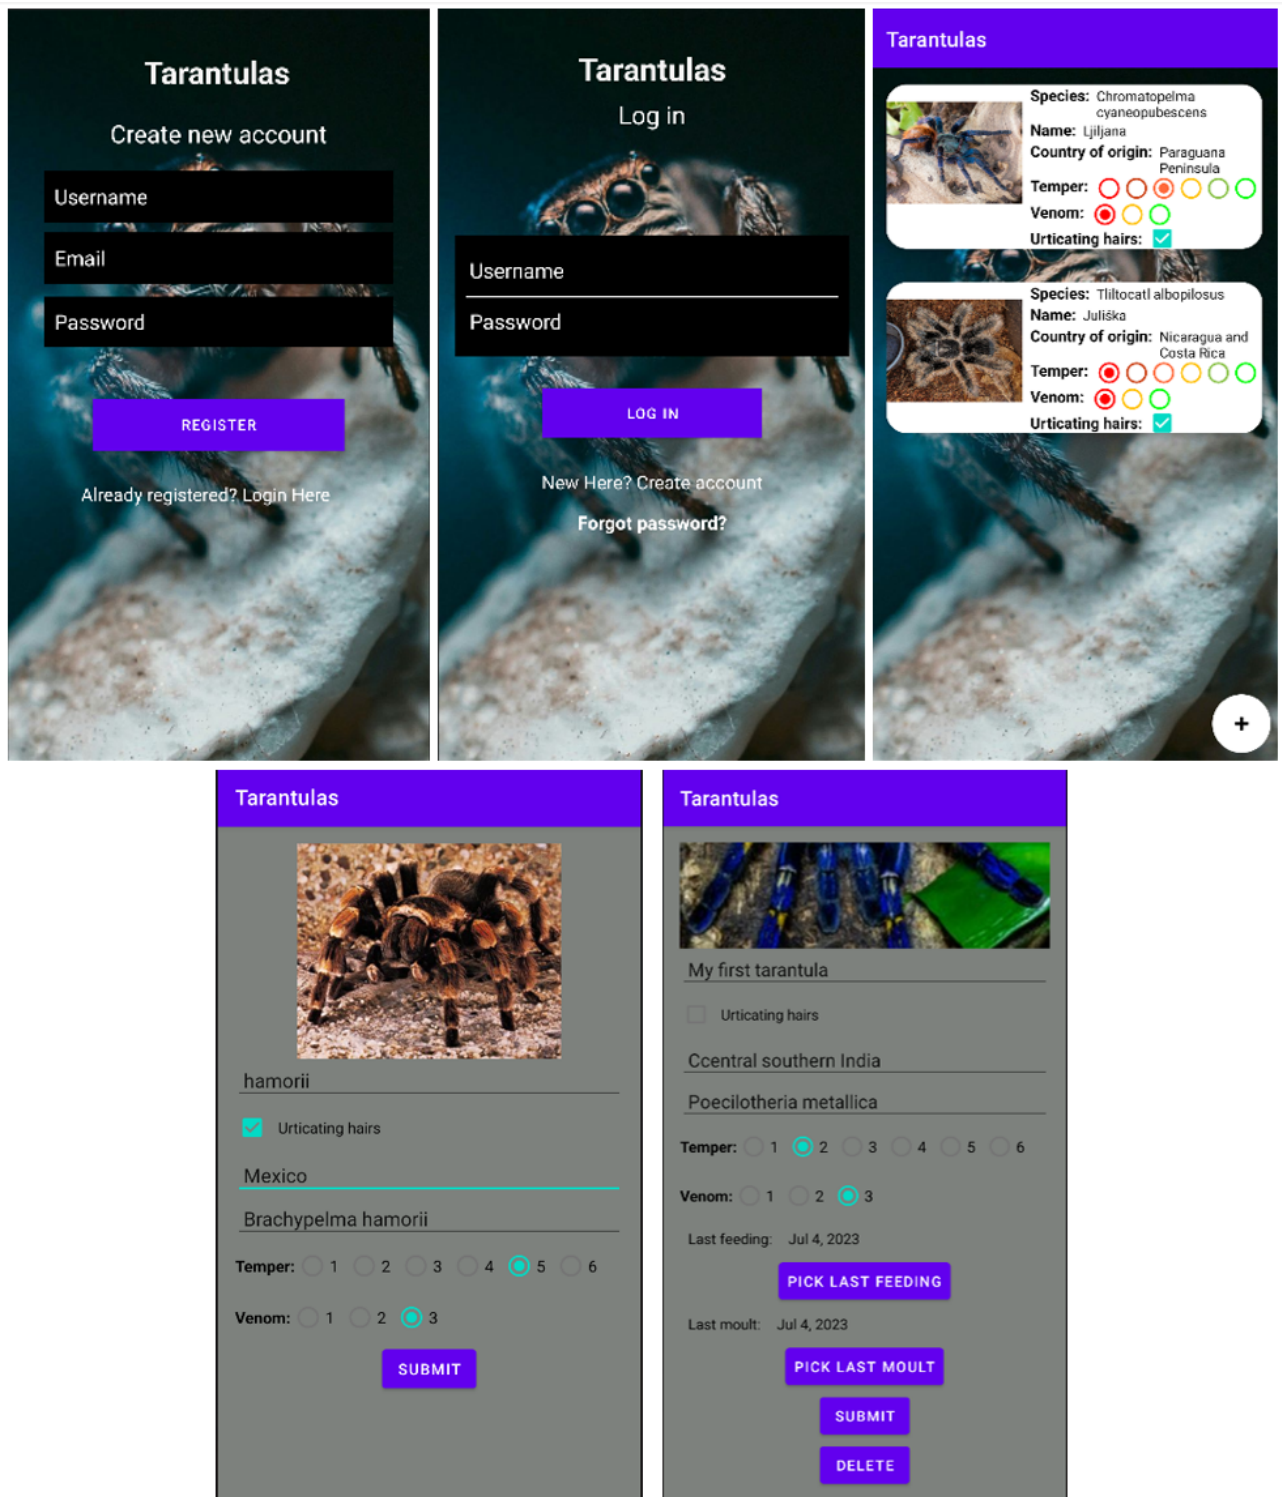 Tarantulas
Create new account
Username
Email
Password
REGISTER
Already registered? Login Here
Tarantulas
Log in
Username
Password
LOG IN
New Here? Create account
Forgot password?
Tarantulas
Species: Chromatopelma
cyaneopubescens
Name: Ljiljana
Country of origin: Paraguana
Peninsula
Temper:
Venom:
Urticating hairs:
Species: Tliltocatl albopilosus
Name: Juliška
Country of origin: Nicaragua and
Costa Rica
Temper:
Venom:
Urticating hairs:
+
Tarantulas
hamorii
Urticating hairs
Mexico
Brachypelma hamorii
Temper: 1 2 3 4 5 6
Venom: 1 2 3
SUBMIT
Tarantulas
My first tarantula
Urticating hairs
Ccentral southern India
Poecilotheria metallica
Temper: 1 2 3 4 5 6
Venom: 1 2 3
Last feeding: Jul 4, 2023
PICK LAST FEEDING
Last moult: Jul 4, 2023
PICK LAST MOULT
SUBMIT
DELETE